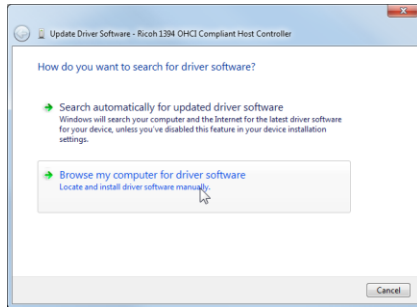 Update Driver Software - Ricoh 1394 OHCI Compliant Host Controller
How do you want to search for driver software?
Search automatically for updated driver software
Windows will search your computer and the Internet for the latest driver software
for your device, unless you've disabled this feature in your device installation
settings.
Browse my computer for driver software
Locate and install driver software manually.
Cancel